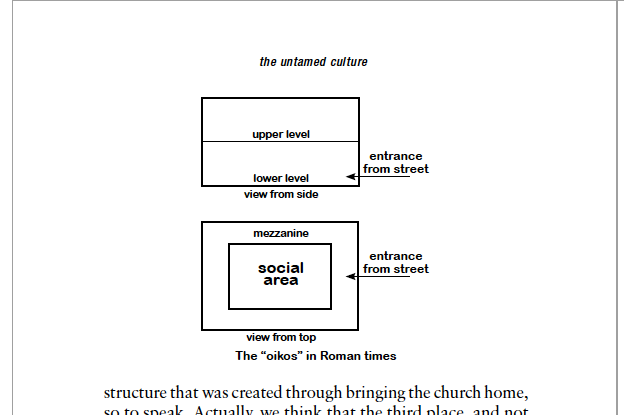 the untamed culture
upper level
entrance
from street
lower level
view from side
mezzanine
social
area
entrance
from street
view from top
The “oikos” in Roman times
structure that was created through bringing the church home,
so to speak. Actually, we think that the third place, and not